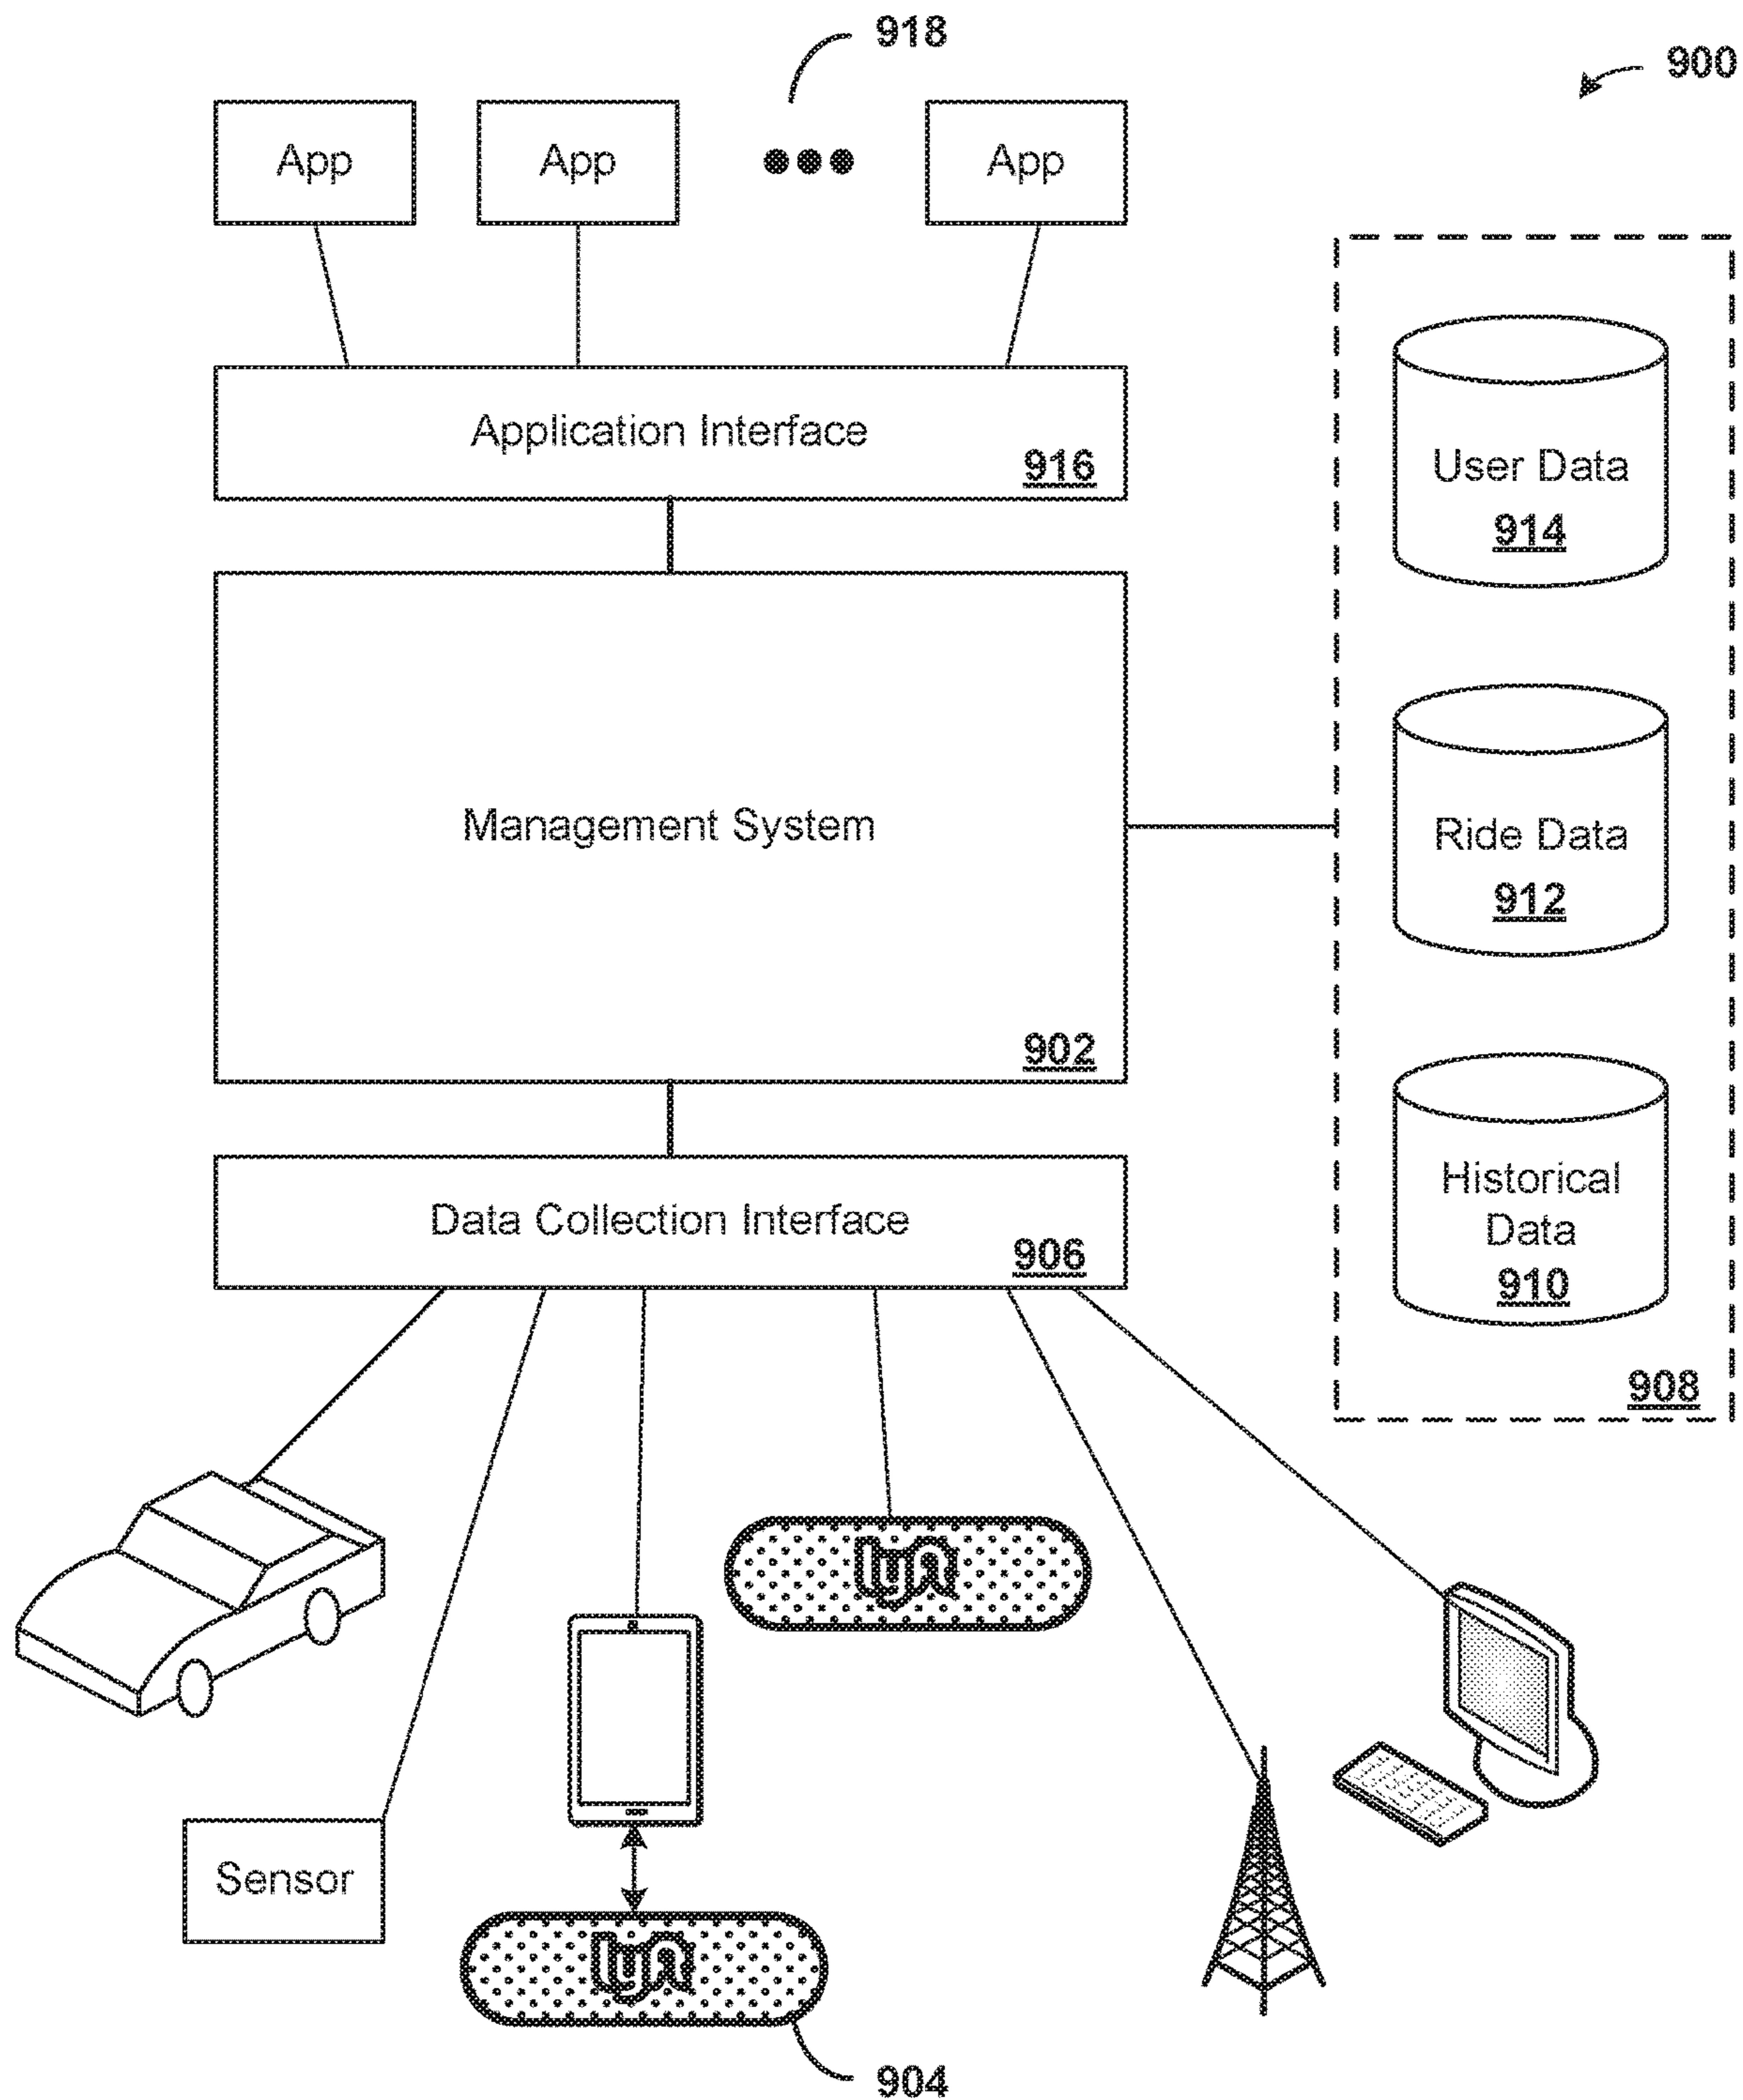 918
900
App
App
App
Application Interface
916
User Data
914
Management System
902
Ride Data
912
Data Collection Interface
906
Historical
Data
910
908
lyft
Sensor
lyft
904